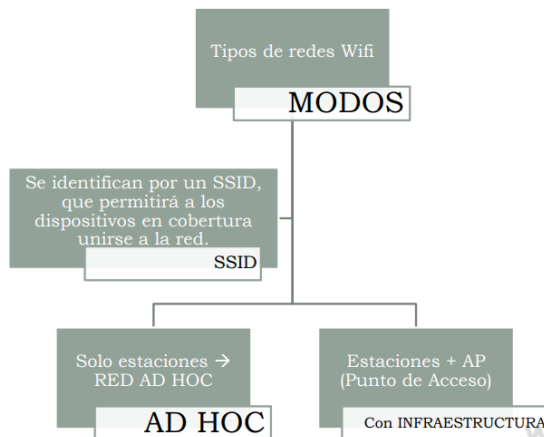 Tipos de redes Wifi
MODOS
Se identifican por un SSID,
que permitirá a los
dispositivos en cobertura
unirse a la red.
SSID
Solo estaciones →
RED AD HOC
AD HOC
Estaciones + AP
(Punto de Acceso)
Con INFRAESTRUCTURA